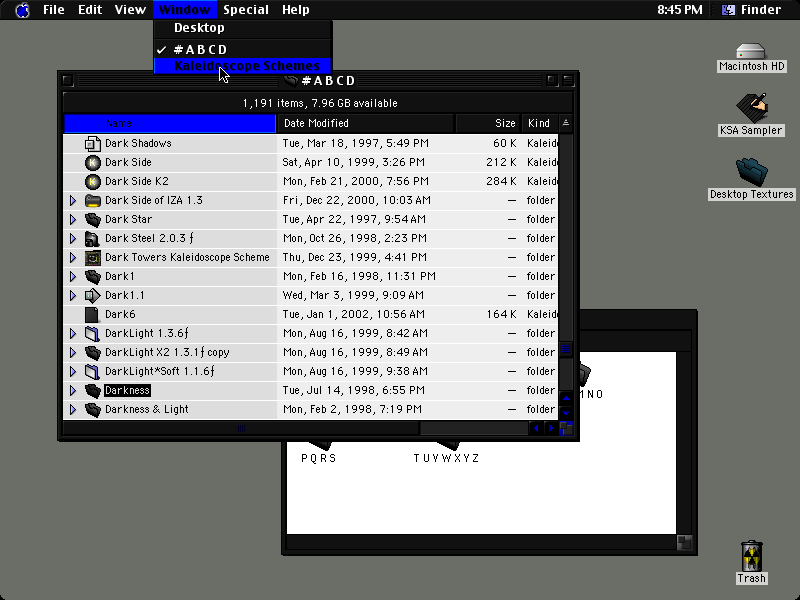 File Edit View Window Special Help 8:45 PM Finder
Desktop
✓ #ABCD
Kaleidoscope Schemes
#ABCD
1,191 items, 7.96 GB available
Name Date Modified Size Kind
Dark Shadows Tue, Mar 18, 1997, 5:49 PM 60 K Kaleid
Dark Side Sat, Apr 10, 1999, 3:26 PM 212 K Kaleid
Dark Side K2 Mon, Feb 21, 2000, 7:56 PM 284 K Kaleid
Dark Side of IZA 1.3 Fri, Dec 22, 2000, 10:03 AM — folder
Dark Star Tue, Apr 22, 1997, 9:54 AM — folder
Dark Steel 2.0.3 ƒ Mon, Oct 26, 1998, 2:23 PM — folder
Dark Towers Kaleidoscope Scheme Thu, Dec 23, 1999, 4:41 PM — folder
Dark1 Mon, Feb 16, 1998, 11:31 PM — folder
Dark1.1 Wed, Mar 3, 1999, 9:09 AM — folder
Dark6 Tue, Jan 1, 2002, 10:56 AM 164 K Kaleid
DarkLight 1.3.6ƒ Mon, Aug 16, 1999, 8:42 AM — folder
DarkLight X2 1.3.1ƒ copy Mon, Aug 16, 1999, 8:49 AM — folder
DarkLight*Soft 1.1.6ƒ Mon, Aug 16, 1999, 9:38 AM — folder
Darkness Tue, Jul 14, 1998, 6:55 PM — folder
Darkness & Light Mon, Feb 2, 1998, 7:19 PM — folder
NO
PQRS TUVWXYZ
Macintosh HD
KSA Sampler
Desktop Textures
Trash